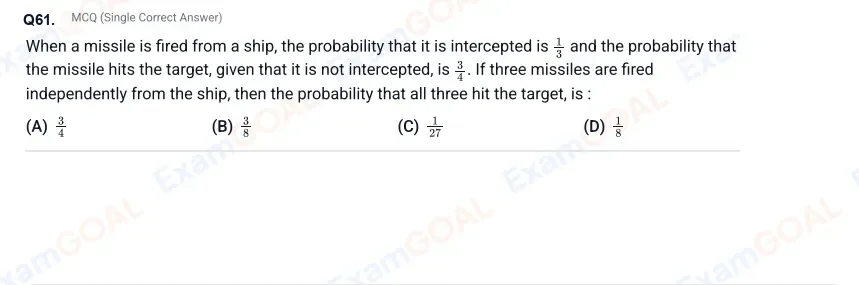 Q61. MCQ (Single Correct Answer)
When a missile is fired from a ship, the probability that it is intercepted is 1/3 and the probability that
the missile hits the target, given that it is not intercepted, is 3/4. If three missiles are fired
independently from the ship, then the probability that all three hit the target, is :
(A) 3/4 (B) 3/8 (C) 1/27 (D) 1/8
ExamGOAL
ExamGOAL
ExamGOAL